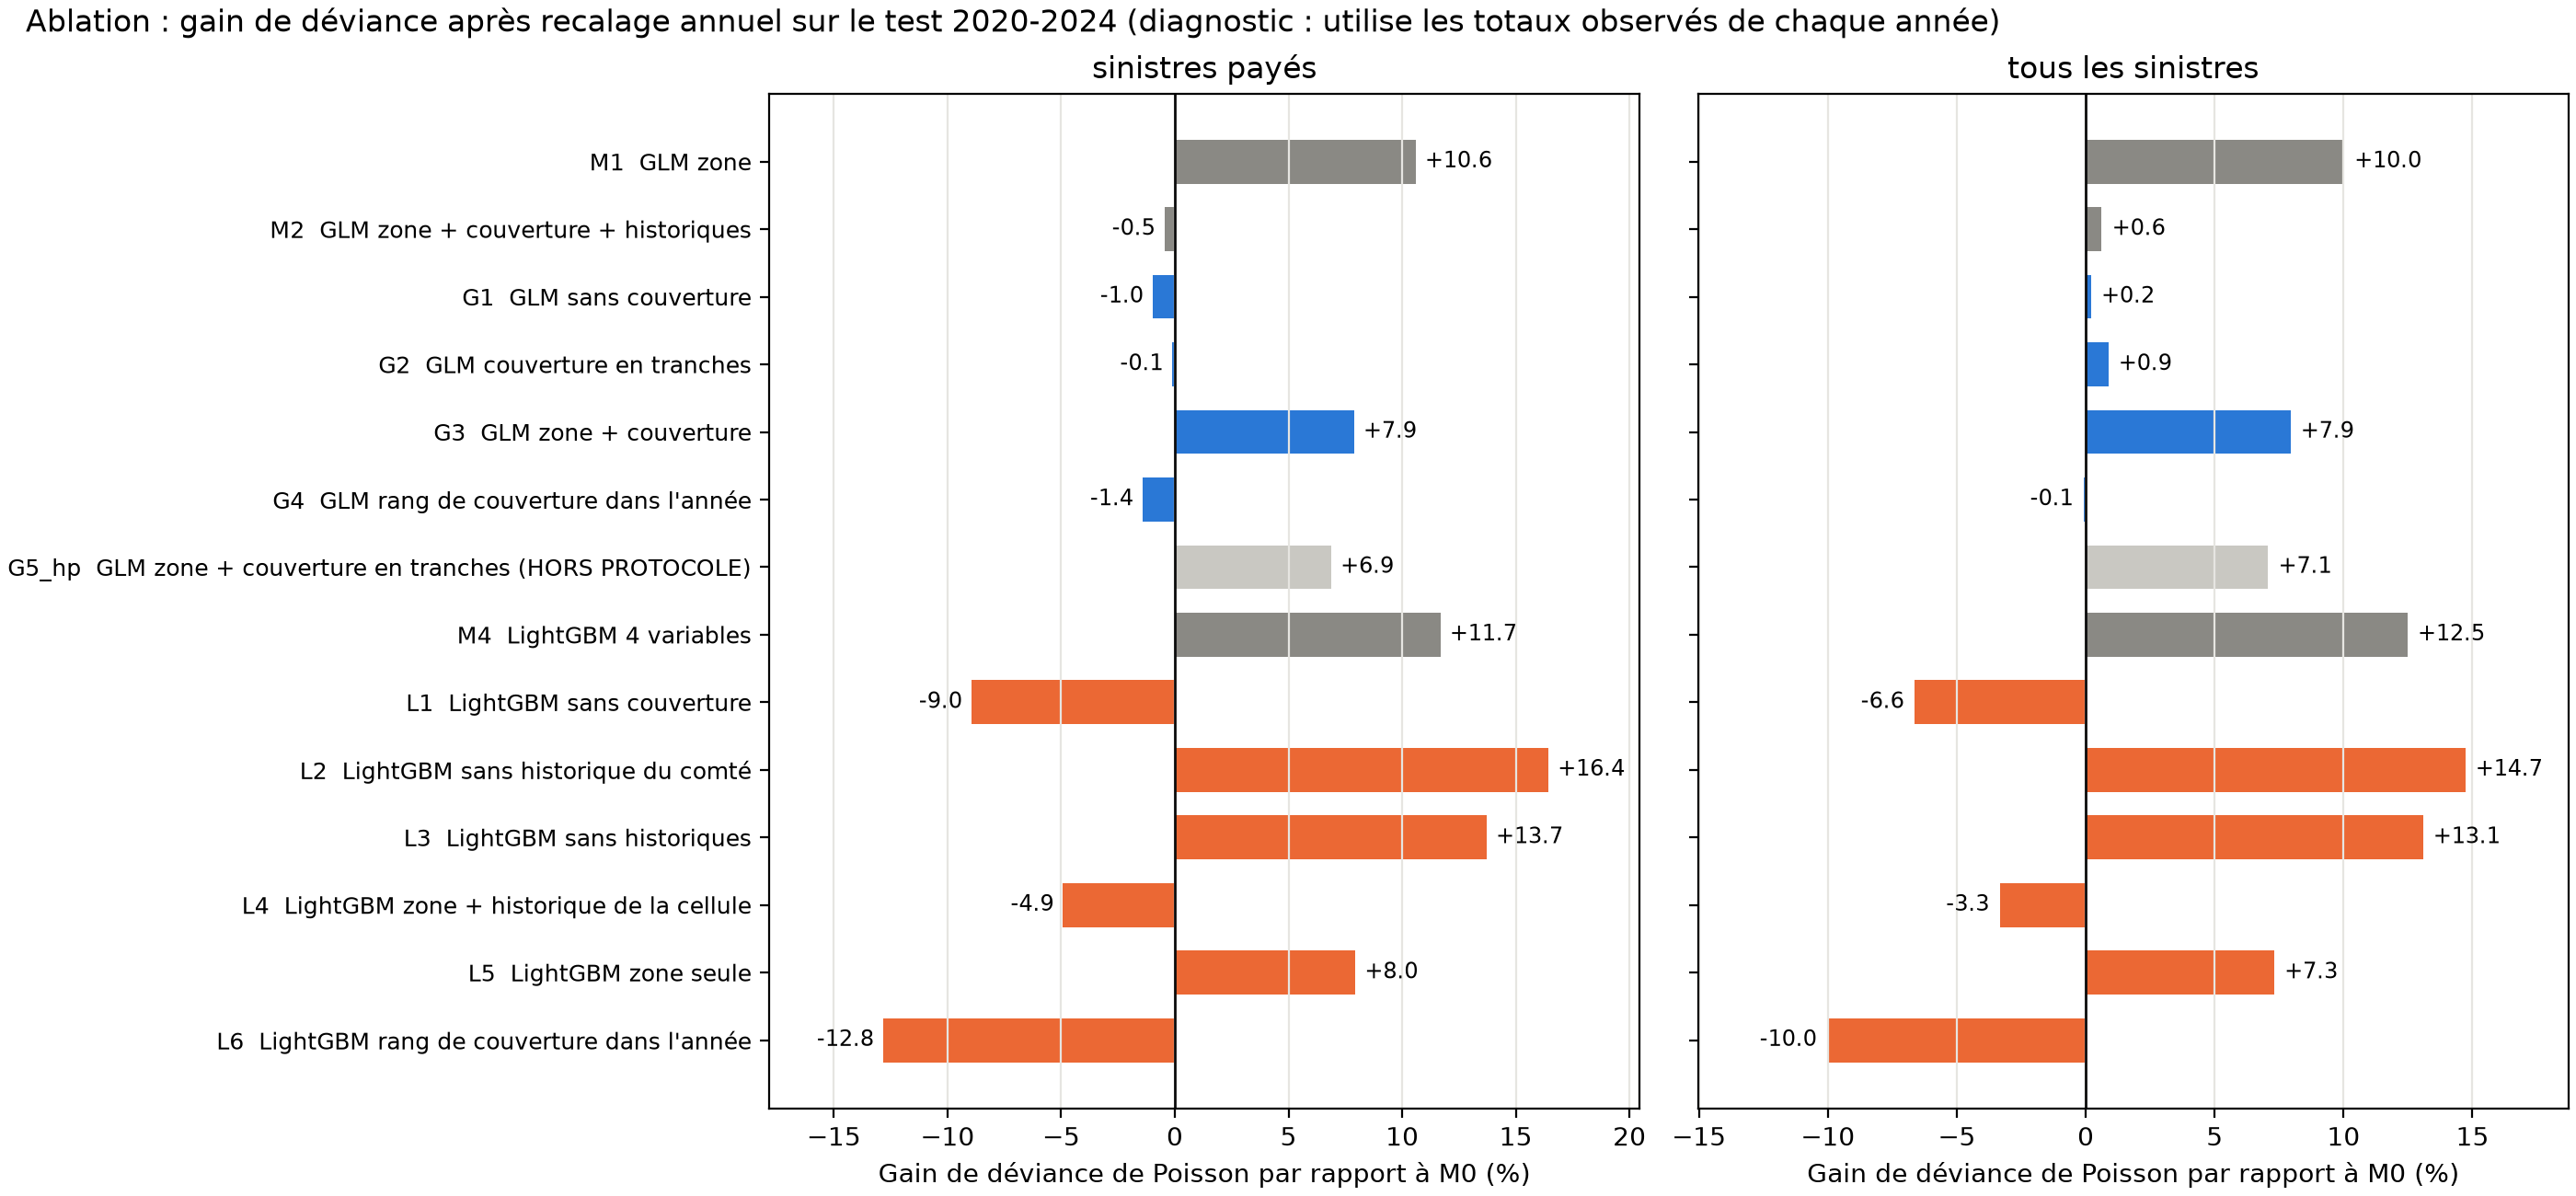 Ablation : gain de déviance après recalage annuel sur le test 2020-2024 (diagnostic : utilise les totaux observés de chaque année)
sinistres payés
M1  GLM zone
+10.6
M2  GLM zone + couverture + historiques
-0.5
G1  GLM sans couverture
-1.0
G2  GLM couverture en tranches
-0.1
G3  GLM zone + couverture
+7.9
G4  GLM rang de couverture dans l'année
-1.4
G5_hp  GLM zone + couverture en tranches (HORS PROTOCOLE)
+6.9
M4  LightGBM 4 variables
+11.7
L1  LightGBM sans couverture
-9.0
L2  LightGBM sans historique du comté
+16.4
L3  LightGBM sans historiques
+13.7
L4  LightGBM zone + historique de la cellule
-4.9
L5  LightGBM zone seule
+8.0
L6  LightGBM rang de couverture dans l'année
-12.8
−15 −10 −5 0 5 10 15 20
Gain de déviance de Poisson par rapport à M0 (%)
tous les sinistres
+10.0
+0.6
+0.2
+0.9
+7.9
-0.1
+7.1
+12.5
-6.6
+14.7
+13.1
-3.3
+7.3
-10.0
−15 −10 −5 0 5 10 15
Gain de déviance de Poisson par rapport à M0 (%)